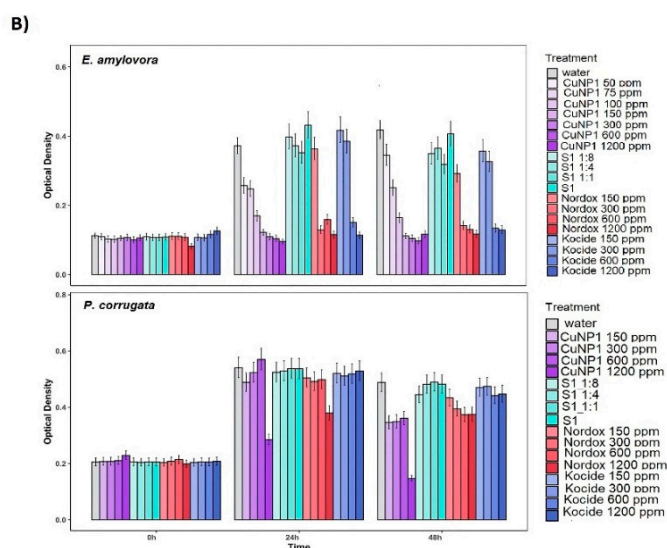 B)
E. amylovora
0.6
0.4
0.2
0.0
Optical Density
Treatment
water
CuNP1 50 ppm
CuNP1 75 ppm
CuNP1 100 ppm
CuNP1 150 ppm
CuNP1 300 ppm
CuNP1 600 ppm
CuNP1 1200 ppm
S1 1:8
S1 1:4
S1 1:1
S1
Nordox 150 ppm
Nordox 300 ppm
Nordox 600 ppm
Nordox 1200 ppm
Kocide 150 ppm
Kocide 300 ppm
Kocide 600 ppm
Kocide 1200 ppm
0h
24h
48h
P. corrugata
0.8
0.6
0.4
0.2
0.0
Optical Density
Treatment
water
CuNP1 150 ppm
CuNP1 300 ppm
CuNP1 600 ppm
CuNP1 1200 ppm
S1 1:8
S1 1:4
S1_1:1
S1
Nordox 150 ppm
Nordox 300 ppm
Nordox 600 ppm
Nordox 1200 ppm
Kocide 150 ppm
Kocide 300 ppm
Kocide 600 ppm
Kocide 1200 ppm
0h
24h
48h
Time